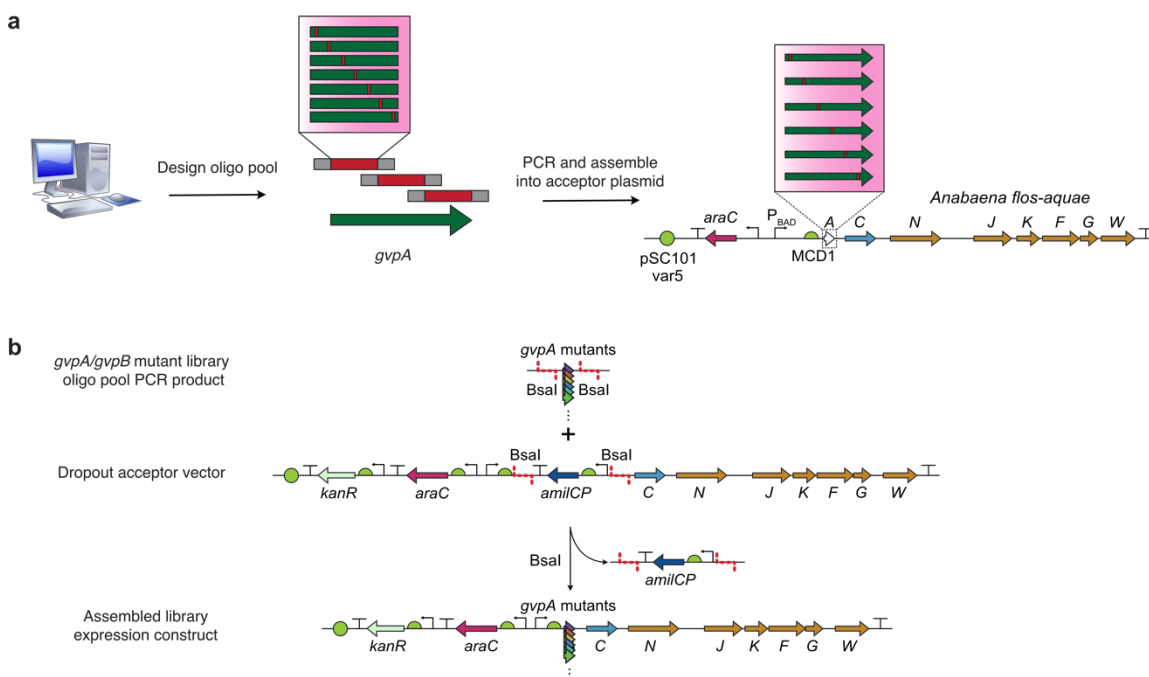 a
Design oligo pool
gvpA
PCR and assemble
into acceptor plasmid
Anabaena flos-aquae
araC
PBAD
A
C
N
J
K
F
G
W
pSC101
var5
MCD1
b
gvpA/gvpB mutant library
oligo pool PCR product
gvpA mutants
BsaI
BsaI
⋮
+
Dropout acceptor vector
BsaI
BsaI
kanR
araC
amilCP
C
N
J
K
F
G
W
BsaI
amilCP
Assembled library
expression construct
gvpA mutants
kanR
araC
C
N
J
K
F
G
W
⋮